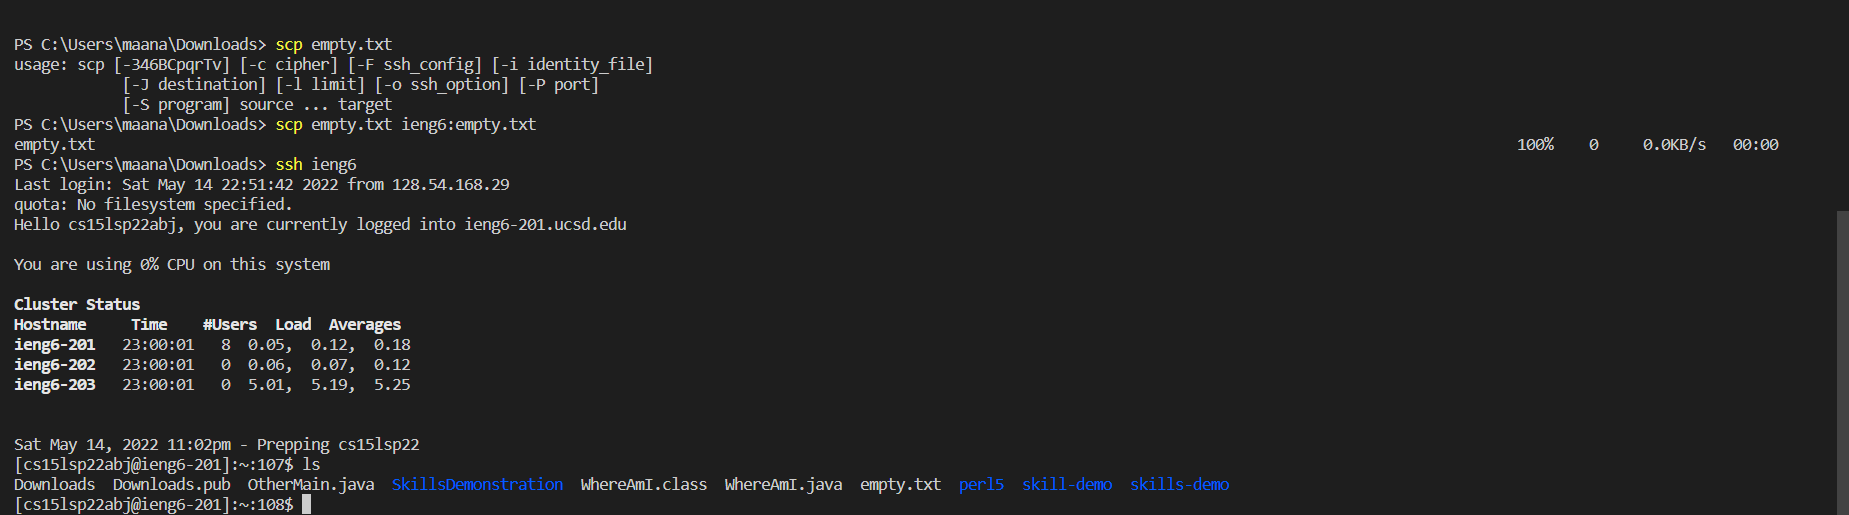 PS C:\Users\maana\Downloads> scp empty.txt
usage: scp [-346BCpqrTv] [-c cipher] [-F ssh_config] [-i identity_file]
            [-J destination] [-l limit] [-o ssh_option] [-P port]
            [-S program] source ... target
PS C:\Users\maana\Downloads> scp empty.txt ieng6:empty.txt
empty.txt 100% 0 0.0KB/s 00:00
PS C:\Users\maana\Downloads> ssh ieng6
Last login: Sat May 14 22:51:42 2022 from 128.54.168.29
quota: No filesystem specified.
Hello cs15lsp22abj, you are currently logged into ieng6-201.ucsd.edu
You are using 0% CPU on this system
Cluster Status
Hostname     Time    #Users  Load  Averages
ieng6-201   23:00:01   8  0.05,  0.12,  0.18
ieng6-202   23:00:01   0  0.06,  0.07,  0.12
ieng6-203   23:00:01   0  5.01,  5.19,  5.25
Sat May 14, 2022 11:02pm - Prepping cs15lsp22
[cs15lsp22abj@ieng6-201]:~:107$ ls
Downloads  Downloads.pub  OtherMain.java  SkillsDemonstration  WhereAmI.class  WhereAmI.java  empty.txt  perl5  skill-demo  skills-demo
[cs15lsp22abj@ieng6-201]:~:108$